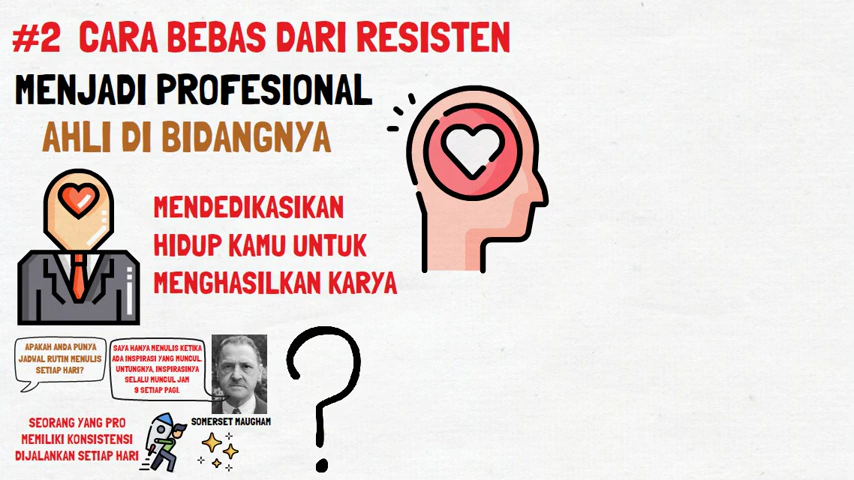 #2 CARA BEBAS DARI RESISTEN
MENJADI PROFESIONAL
AHLI DI BIDANGNYA
MENDEDIKASIKAN
HIDUP KAMU UNTUK
MENGHASILKAN KARYA
APAKAH ANDA PUNYA
JADWAL RUTIN MENULIS
SETIAP HARI?
SAYA HANYA MENULIS KETIKA
ADA INSPIRASI YANG MUNCUL.
UNTUNGNYA, INSPIRASINYA
SELALU MUNCUL JAM
9 SETIAP PAGI.
SOMERSET MAUGHAM
SEORANG YANG PRO
MEMILIKI KONSISTENSI
DIJALANKAN SETIAP HARI
?